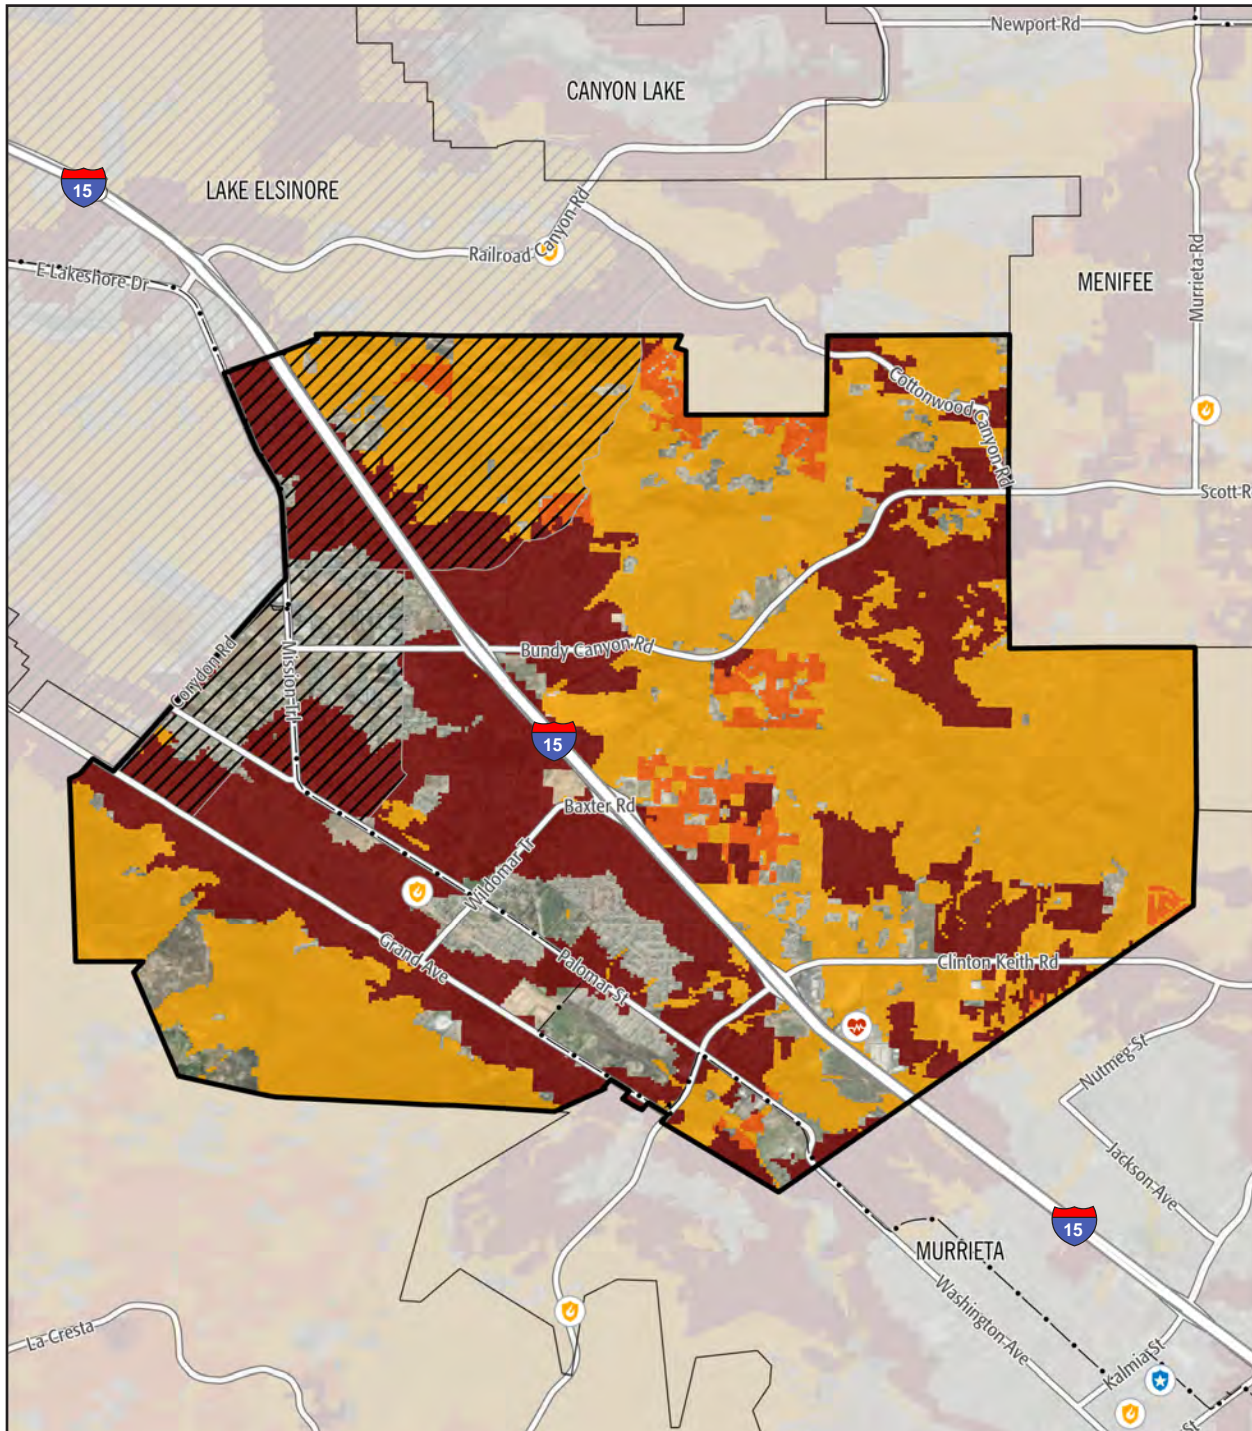 Newport Rd
CANYON LAKE
15
LAKE ELSINORE
Railroad Canyon Rd
E Lakeshore Dr
MENIFEE
Murrieta Rd
Cottonwood Canyon Rd
Scott R
Corydon Rd
Mission Trl
Bundy Canyon Rd
15
Baxter Rd
Wildomar Tr
Grand Ave
Palomar St
Clinton Keith Rd
Nutmeg St
Jackson Ave
15
MURRIETA
Washington Ave
Kalmia St
La Cresta
St